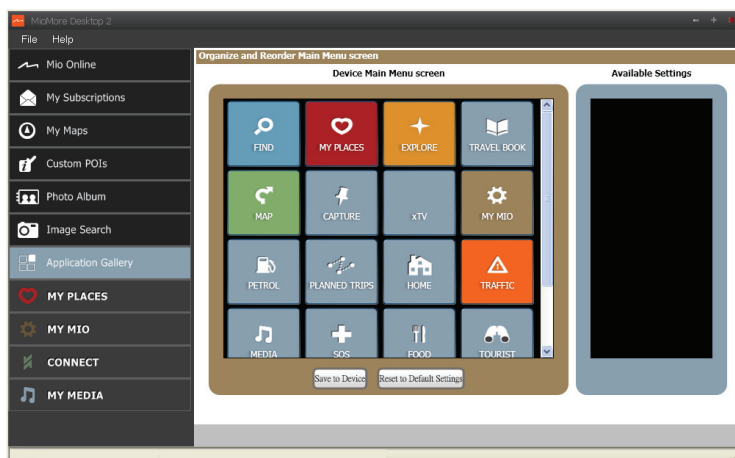 MioMore Desktop 2
File Help
Mio Online
My Subscriptions
My Maps
Custom POIs
Photo Album
Image Search
Application Gallery
MY PLACES
MY MIO
CONNECT
MY MEDIA
Organize and Reorder Main Menu screen
Device Main Menu screen
Available Settings
FIND MY PLACES EXPLORE TRAVEL BOOK
MAP CAPTURE xTV MY MIO
PETROL PLANNED TRIPS HOME TRAFFIC
MEDIA SOS FOOD TOURIST
Save to Device Reset to Default Settings